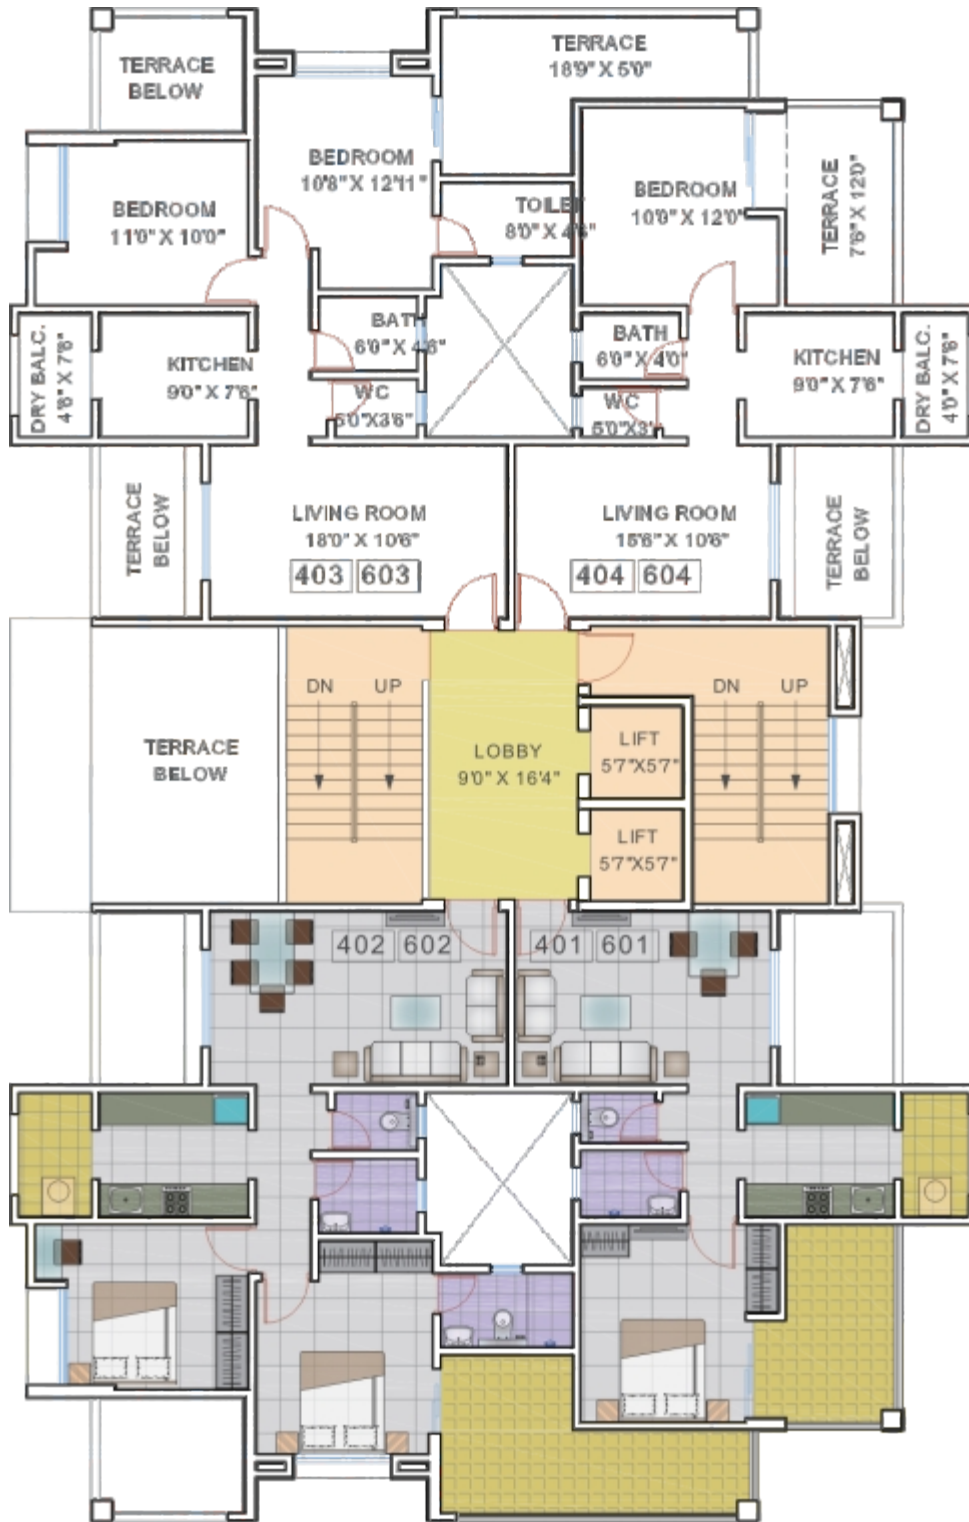 TERRACE
BELOW
TERRACE
18'9" X 5'0"
BEDROOM
10'8" X 12'11"
BEDROOM
11'0" X 10'0"
TOILET
8'0" X 4'6"
BEDROOM
10'0" X 12'0"
TERRACE
7'6" X 12'0"
DRY BALC.
4'6" X 7'6"
KITCHEN
9'0" X 7'6"
BATH
6'0" X 4'6"
WC
5'0"X3'6"
BATH
6'0" X 4'0"
WC
5'0"X3'
KITCHEN
9'0" X 7'6"
DRY BALC.
4'0" X 7'6"
TERRACE
BELOW
LIVING ROOM
18'0" X 10'6"
403 603
LIVING ROOM
15'6" X 10'6"
404 604
TERRACE
BELOW
TERRACE
BELOW
DN UP
LOBBY
9'0" X 16'4"
LIFT
5'7"X5'7"
LIFT
5'7"X5'7"
DN UP
402 602
401 601